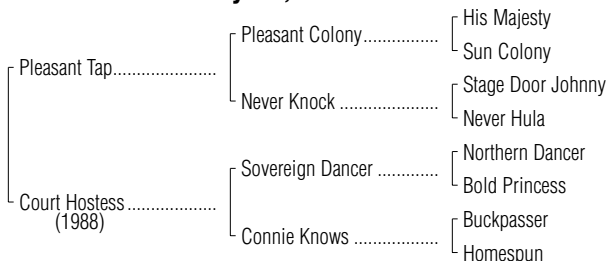 Pleasant Tap......................
Court Hostess...................
(1988)
Pleasant Colony................
Never Knock .....................
Sovereign Dancer .............
Connie Knows ..................
His Majesty
Sun Colony
Stage Door Johnny
Never Hula
Northern Dancer
Bold Princess
Buckpasser
Homespun